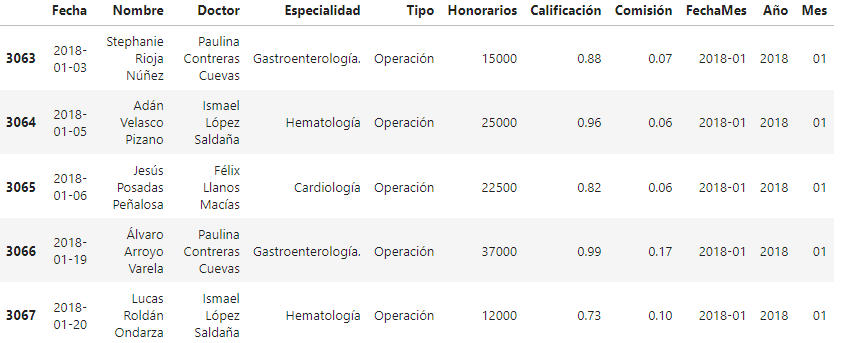 Fecha Nombre Doctor Especialidad Tipo Honorarios Calificación Comisión FechaMes Año Mes
3063 2018-01-03 Stephanie Rioja Núñez Paulina Contreras Cuevas Gastroenterología. Operación 15000 0.88 0.07 2018-01 2018 01
3064 2018-01-05 Adán Velasco Pizano Ismael López Saldaña Hematología Operación 25000 0.96 0.06 2018-01 2018 01
3065 2018-01-06 Jesús Posadas Peñalosa Félix Llanos Macías Cardiología Operación 22500 0.82 0.06 2018-01 2018 01
3066 2018-01-19 Álvaro Arroyo Varela Paulina Contreras Cuevas Gastroenterología. Operación 37000 0.99 0.17 2018-01 2018 01
3067 2018-01-20 Lucas Roldán Ondarza Ismael López Saldaña Hematología Operación 12000 0.73 0.10 2018-01 2018 01